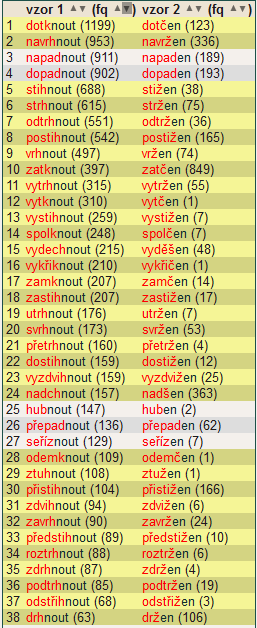 vzor 1 ▲▼ (fq ▲▼) vzor 2 ▲▼ (fq ▲▼)
1 dotknout (1199) dotčen (123)
2 navrhnout (953) navržen (336)
3 napadnout (911) napaden (189)
4 dopadnout (902) dopaden (193)
5 stihnout (688) stižen (38)
6 strhnout (615) stržen (75)
7 odtrhnout (551) odtržen (36)
8 postihnout (542) postižen (165)
9 vrhnout (497) vržen (74)
10 zatknout (397) zatčen (849)
11 vytrhnout (315) vytržen (55)
12 vytknout (310) vytčen (1)
13 vystihnout (259) vystižen (7)
14 spolknout (248) spolčen (7)
15 vydechnout (215) vyděšen (48)
16 vykřiknout (210) vykřičen (1)
17 zamknout (207) zamčen (14)
18 zastihnout (207) zastižen (17)
19 utrhnout (176) utržen (7)
20 svrhnout (173) svržen (53)
21 přetrhnout (160) přetržen (4)
22 dostihnout (159) dostižen (12)
23 vyzdvihnout (159) vyzdvižen (25)
24 nadchnout (157) nadšen (363)
25 hubnout (147) huben (2)
26 přepadnout (136) přepaden (62)
27 seříznout (129) seřízen (7)
28 odemknout (109) odemčen (1)
29 ztuhnout (108) ztužen (1)
30 přistihnout (104) přistižen (166)
31 zdvihnout (94) zdvižen (6)
32 zavrhnout (90) zavržen (24)
33 předstihnout (89) předstižen (10)
34 roztrhnout (88) roztržen (6)
35 zdrhnout (87) zdržen (4)
36 podtrhnout (85) podtržen (19)
37 odstřihnout (68) odstřižen (3)
38 drhnout (63) držen (106)